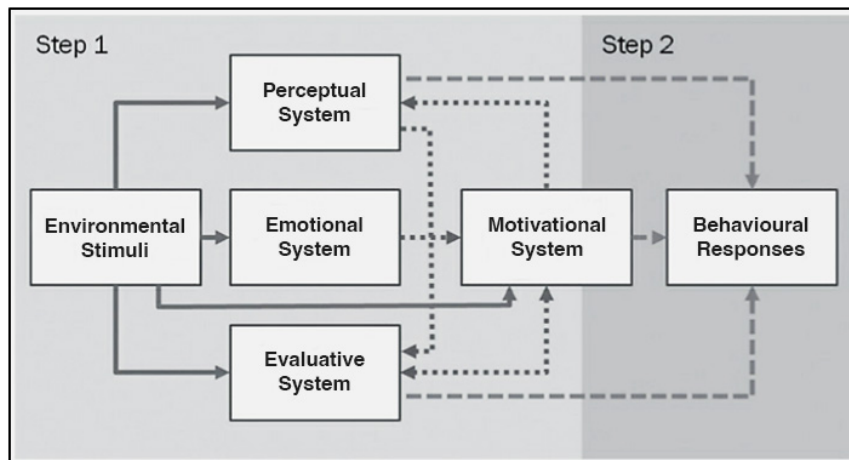 Step 1
Step 2
Perceptual
System
Environmental
Stimuli
Emotional
System
Motivational
System
Behavioural
Responses
Evaluative
System